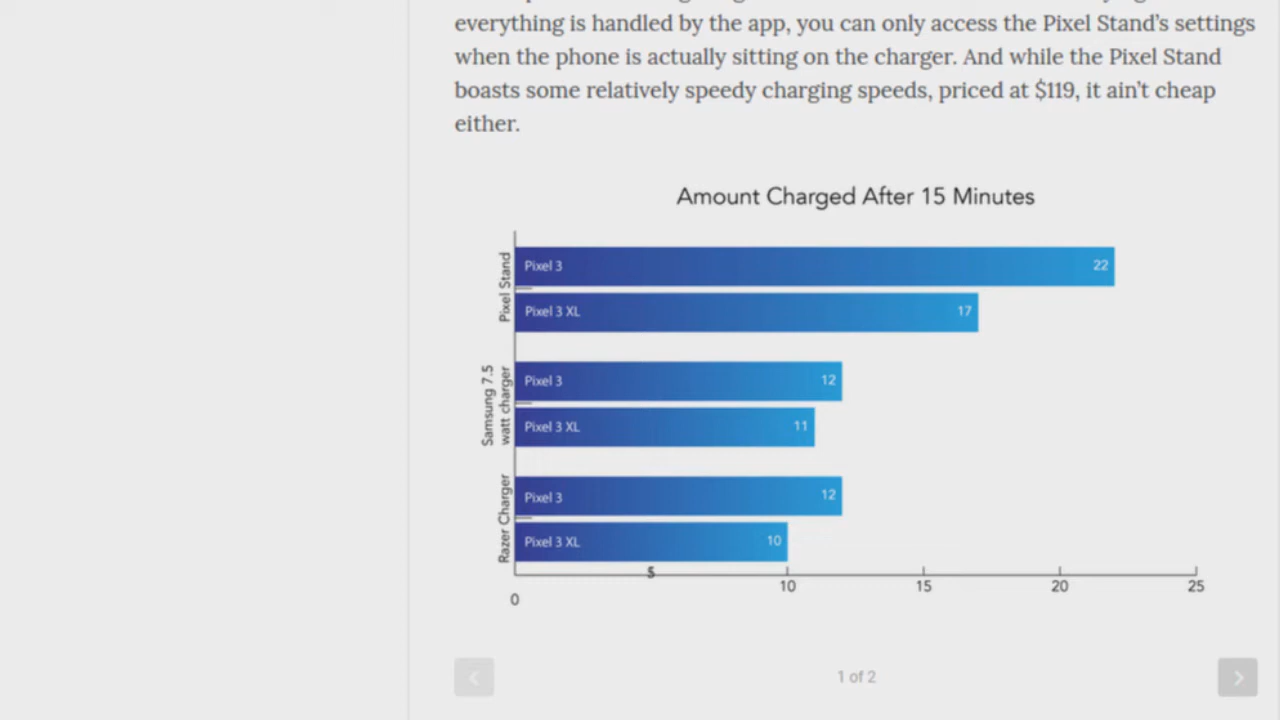 everything is handled by the app, you can only access the Pixel Stand's settings
when the phone is actually sitting on the charger. And while the Pixel Stand
boasts some relatively speedy charging speeds, priced at $119, it ain't cheap
either.
Amount Charged After 15 Minutes
Pixel Stand
Pixel 3
22
Pixel 3 XL
17
Samsung 7.5
watt charger
Pixel 3
12
Pixel 3 XL
11
Razer Charger
Pixel 3
12
Pixel 3 XL
10
0
5
10
15
20
25
1 of 2